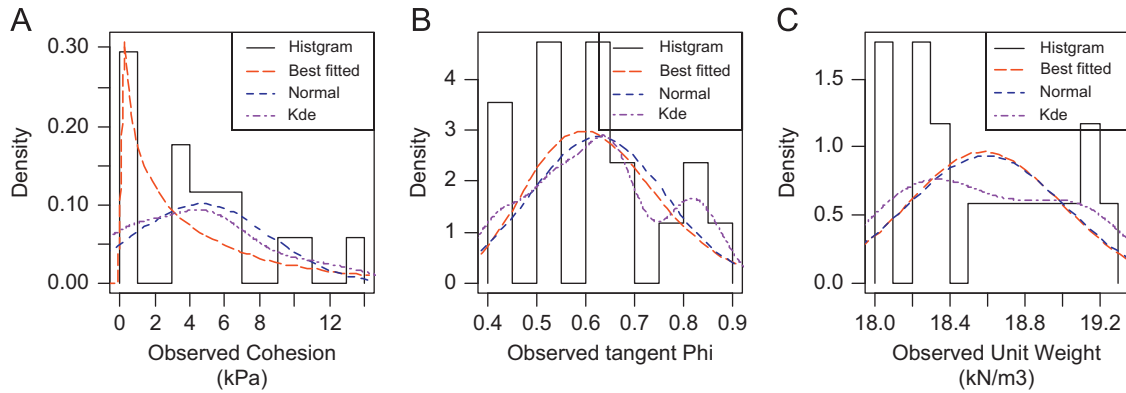 A
Density
0.30
0.20
0.10
0.00
0 2 4 6 8 12
Observed Cohesion
(kPa)
Histgram
Best fitted
Normal
Kde
B
Density
4
3
2
1
0
0.4 0.5 0.6 0.7 0.8 0.9
Observed tangent Phi
Histgram
Best fitted
Normal
Kde
C
Density
1.5
1.0
0.5
0.0
18.0 18.4 18.8 19.2
Observed Unit Weight
(kN/m3)
Histgram
Best fitted
Normal
Kde